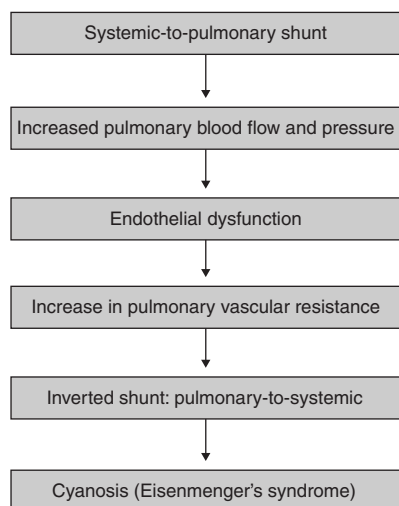 Systemic-to-pulmonary shunt
Increased pulmonary blood flow and pressure
Endothelial dysfunction
Increase in pulmonary vascular resistance
Inverted shunt: pulmonary-to-systemic
Cyanosis (Eisenmenger's syndrome)